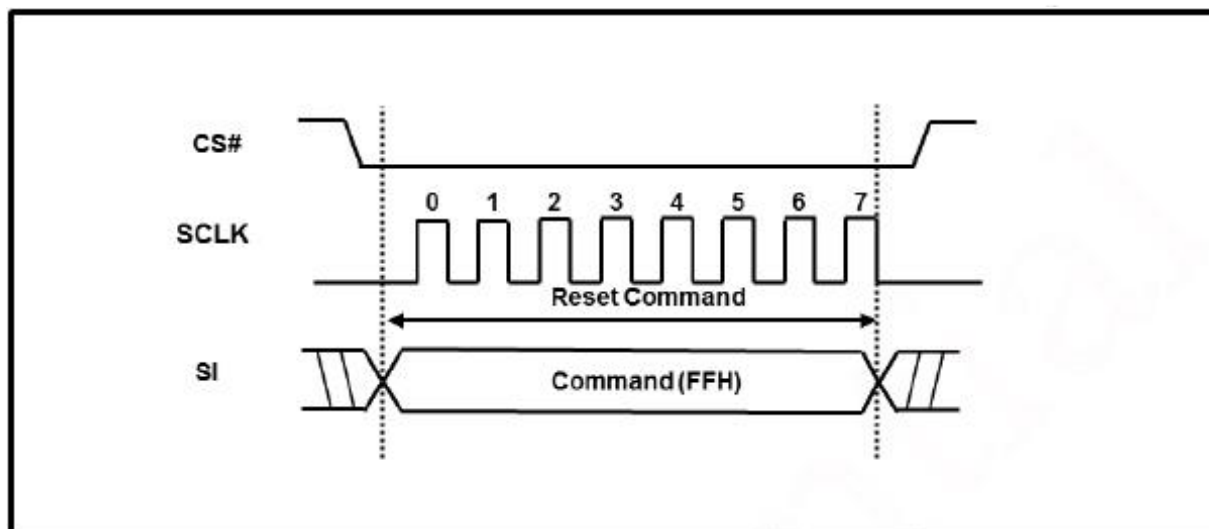 CS#
0 1 2 3 4 5 6 7
SCLK
Reset Command
SI
Command (FFH)